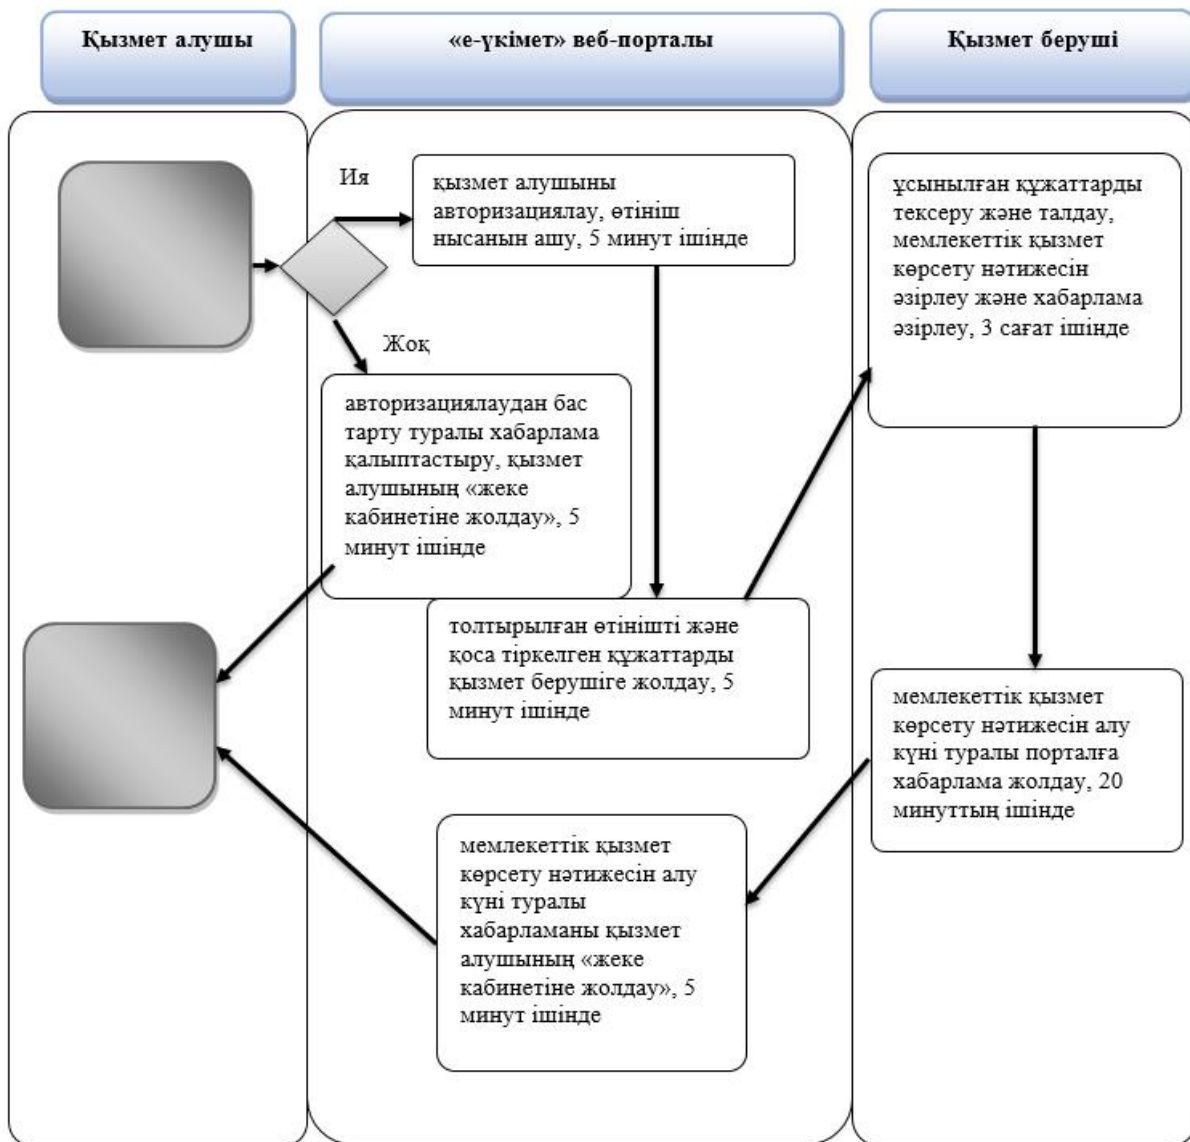 Қызмет алушы
«е-үкімет» веб-порталы
Қызмет беруші
Ия
қызмет алушыны
авторизациялау, өтініш
нысанын ашу, 5 минут ішінде
ұсынылған құжаттарды
тексеру және талдау,
мемлекеттік қызмет
көрсету нәтижесін
әзірлеу және хабарлама
әзірлеу, 3 сағат ішінде
Жоқ
авторизациялаудан бас
тарту туралы хабарлама
қалыптастыру, қызмет
алушының «жеке
кабинетіне жолдау», 5
минут ішінде
толтырылған өтінішті және
қоса тіркелген құжаттарды
қызмет берушіге жолдау, 5
минут ішінде
мемлекеттік қызмет
көрсету нәтижесін алу
күні туралы порталға
хабарлама жолдау, 20
минуттың ішінде
мемлекеттік қызмет
көрсету нәтижесін алу
күні туралы
хабарламаны қызмет
алушының «жеке
кабинетіне жолдау», 5
минут ішінде